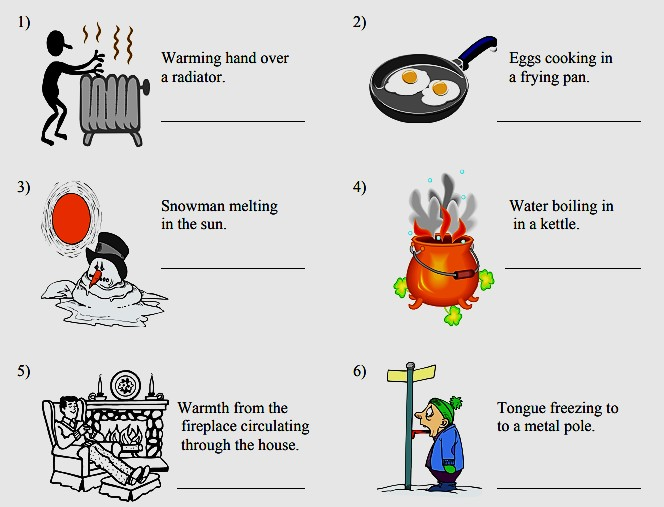 1)
Warming hand over
a radiator.
2)
Eggs cooking in
a frying pan.
3)
Snowman melting
in the sun.
4)
Water boiling in
in a kettle.
5)
Warmth from the
fireplace circulating
through the house.
6)
Tongue freezing to
to a metal pole.